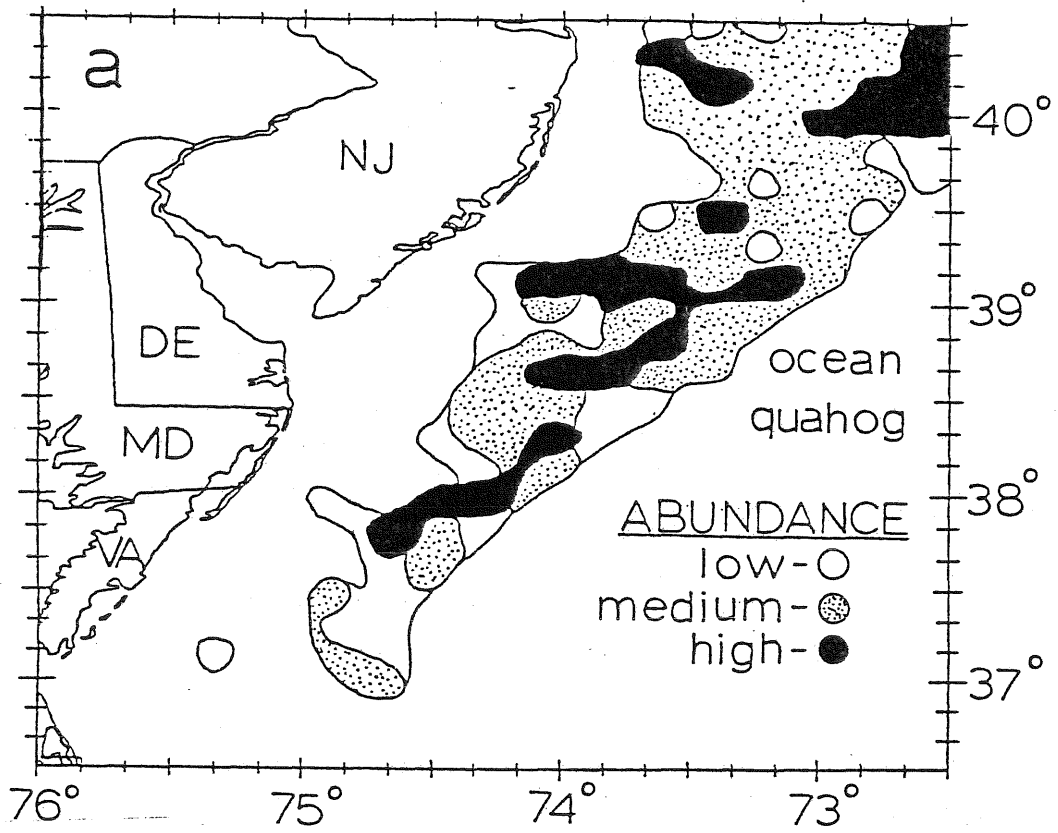 a
NJ
40°
DE
39°
ocean
quahog
MD
38°
ABUNDANCE
low-
VA
medium-
high-
37°
76° 75° 74° 73°